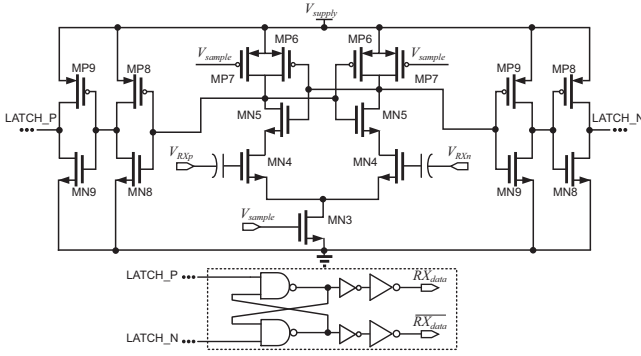 V_supply
MP9 MP8 MP6 MP6 MP9 MP8
V_sample V_sample
MP7 MP7
LATCH_P MN5 MN5 LATCH_N
MN9 MN8 MN4 MN4 MN9 MN8
V_RXp V_RXn
V_sample MN3
LATCH_P RX_data
LATCH_N RX_data